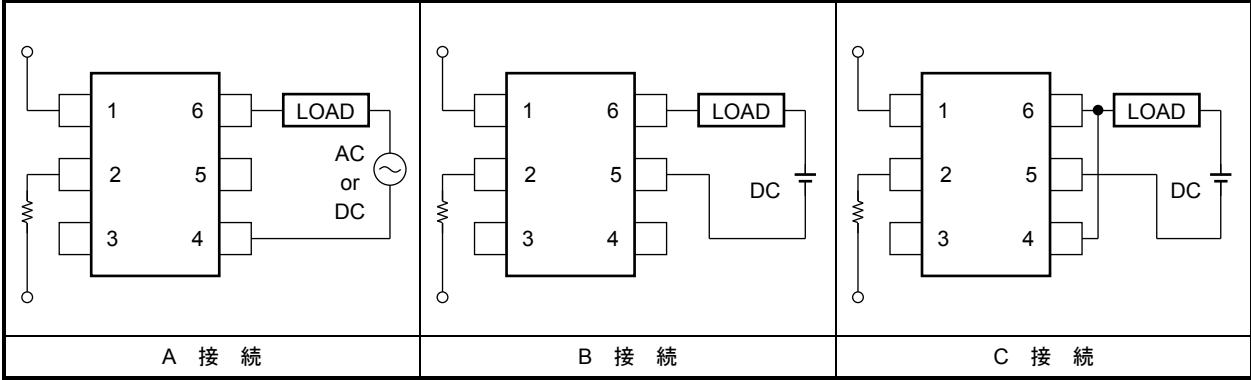 1 6 LOAD
2 5 AC
or
DC
3 4
A 接 続
1 6 LOAD
2 5 DC
3 4
B 接 続
1 6 LOAD
2 5 DC
3 4
C 接 続